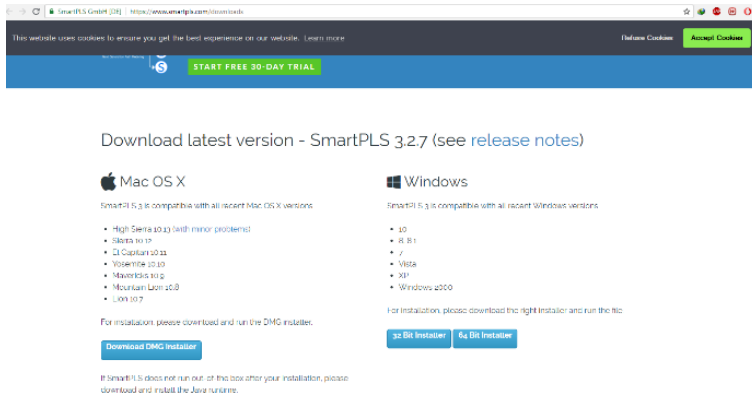 SmartPLS GmbH [DE] | https://www.smartpls.com/downloads
This website uses cookies to ensure you get the best experience on our website. Learn more
Refuse Cookies
Accept Cookies
START FREE 30-DAY TRIAL
Download latest version - SmartPLS 3.2.7 (see release notes)
Mac OS X
SmartPLS 3 is compatible with all recent Mac OS X versions
• High Sierra 10.13 (with minor problems)
• Sierra 10.12
• El Capitan 10.11
• Yosemite 10.10
• Mavericks 10.9
• Mountain Lion 10.8
• Lion 10.7
For installation, please download and run the DMG installer.
Download DMG Installer
If SmartPLS does not run out-of-the box after your installation, please
download and install the Java runtime.
Windows
SmartPLS 3 is compatible with all recent Windows versions
• 10
• 8, 8.1
• 7
• Vista
• XP
• Windows 2000
For installation, please download the right installer and run the file
32 Bit Installer
64 Bit Installer